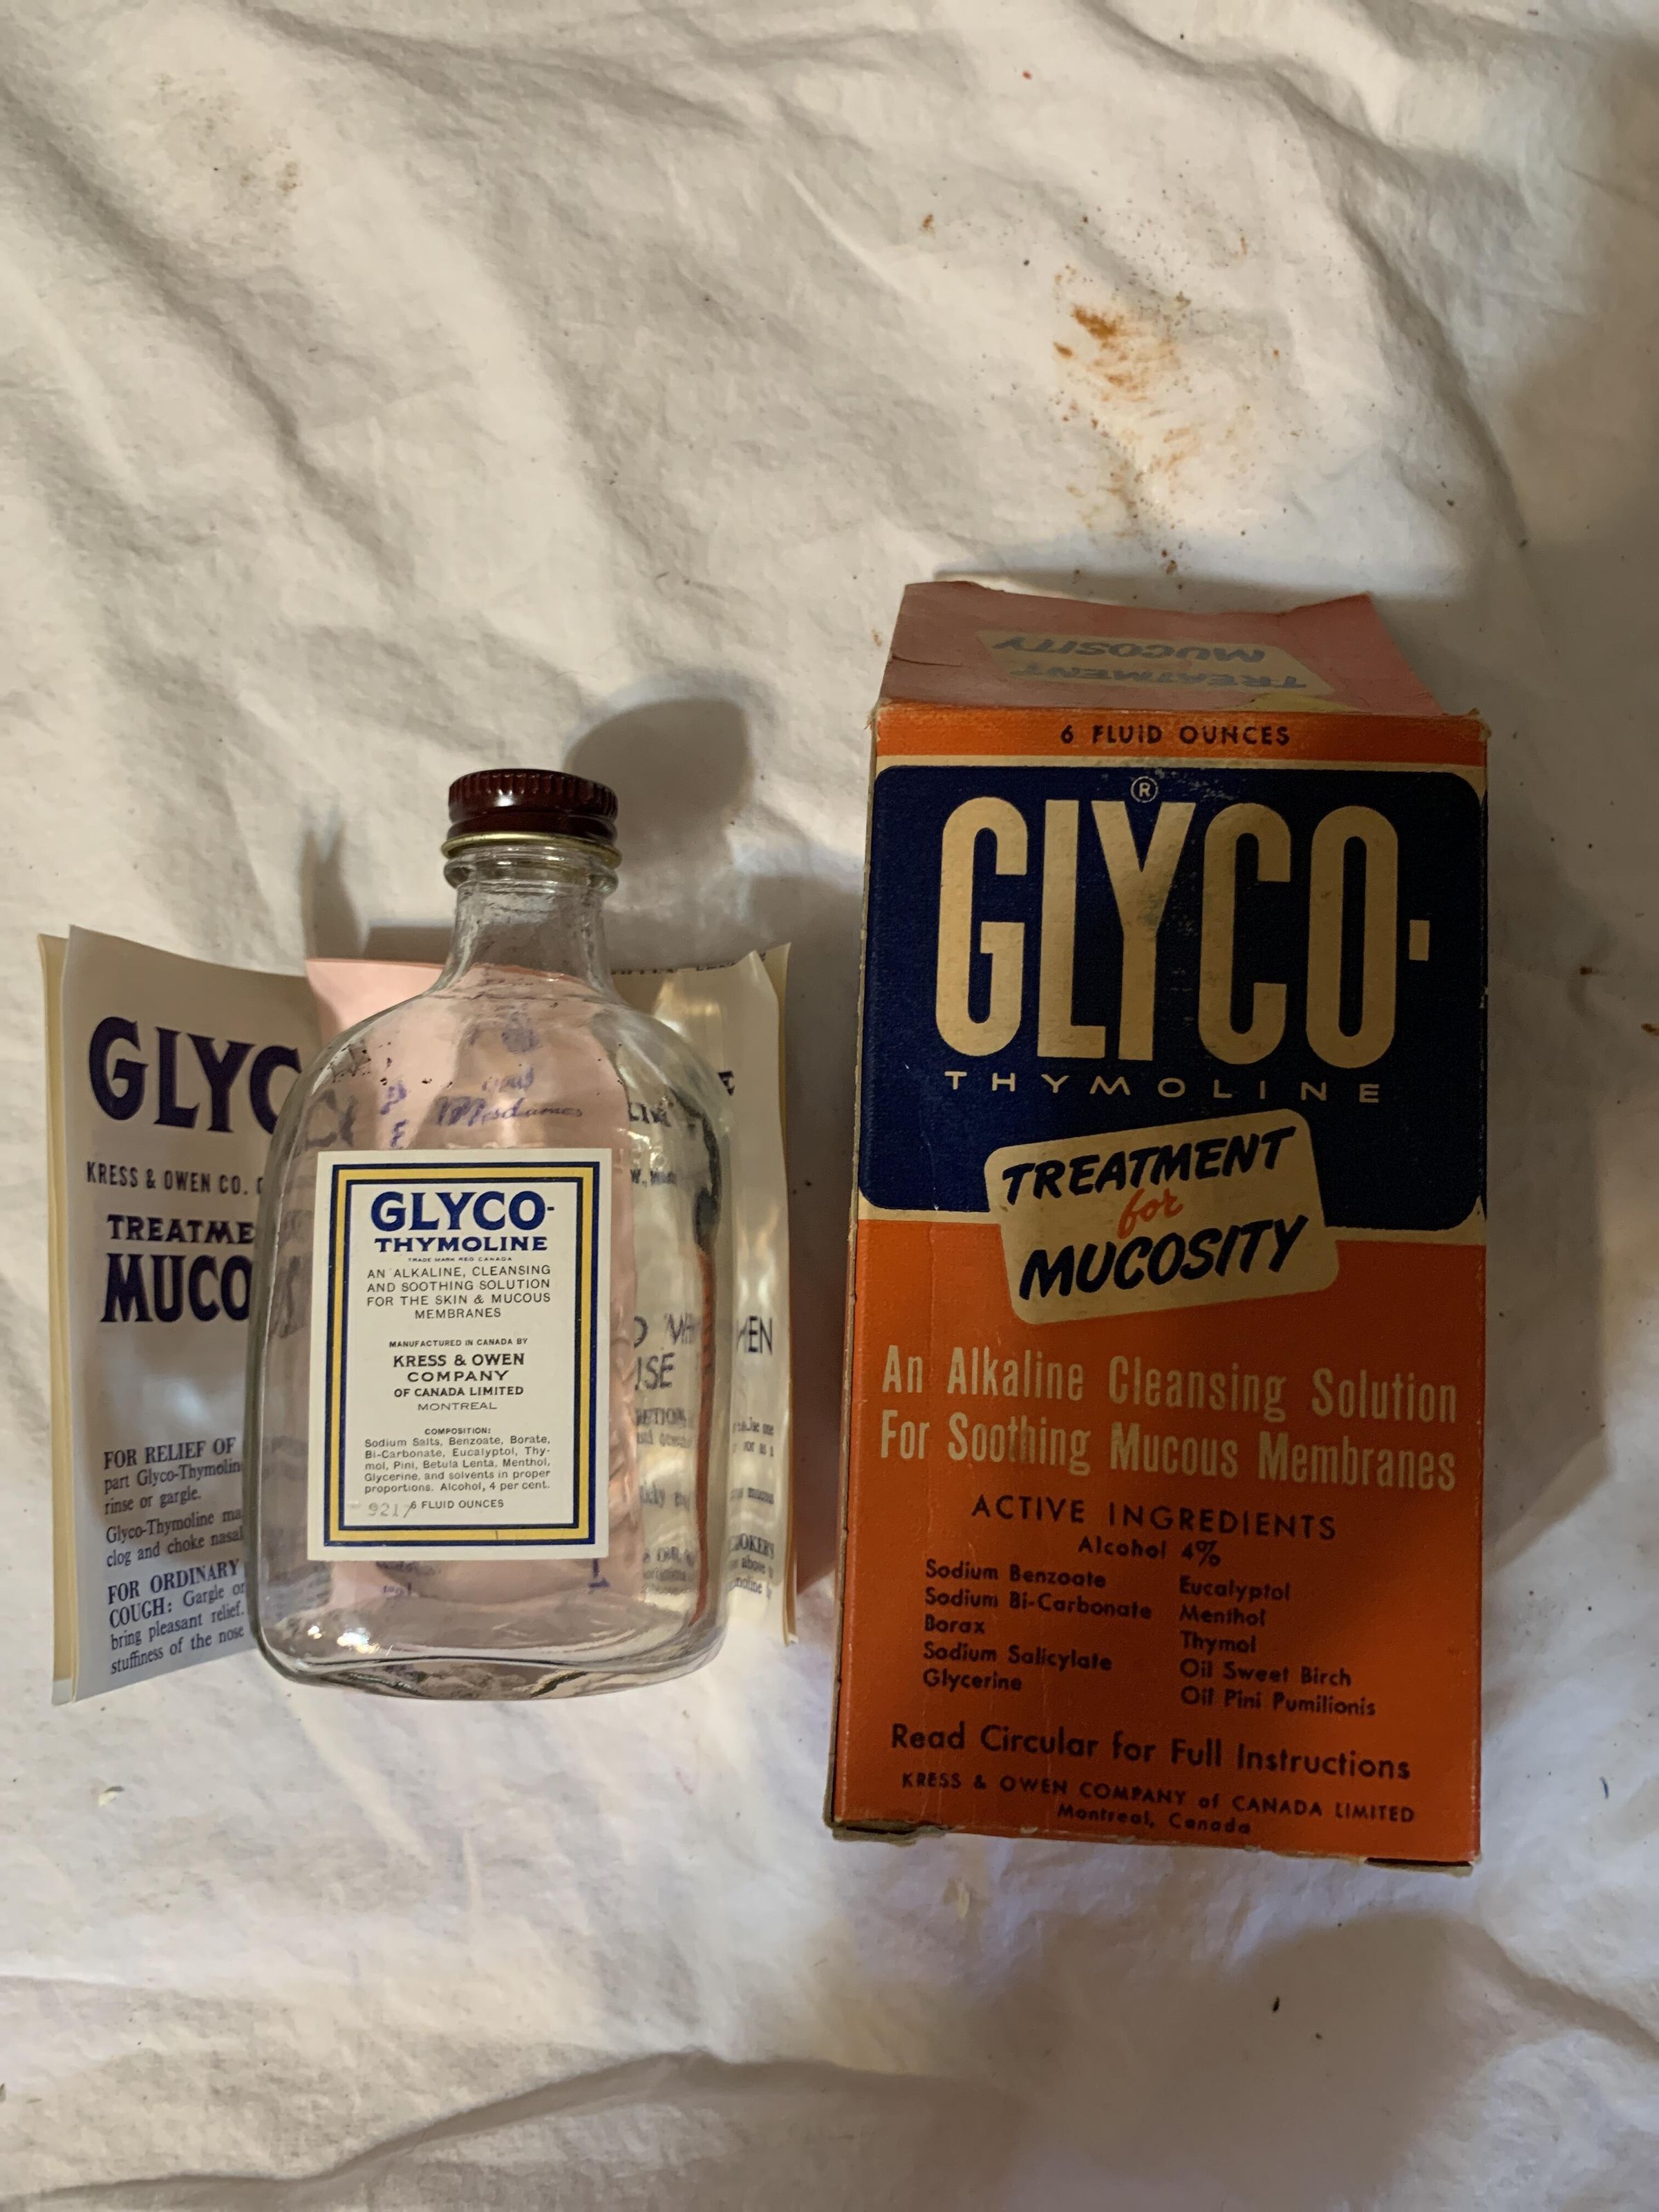 GLYC
KRESS & OWEN CO.
TREATME
MUCO
FOR RELIEF OF
part Glyco-Thymolin
rinse or gargle.
Glyco-Thymoline ma
clog and choke nasal
FOR ORDINARY
COUGH: Gargle or
bring pleasant relief.
stuffiness of the nose
Mesdames
GLYCO-
THYMOLINE
TRADE MARK REG CANADA
AN ALKALINE, CLEANSING
AND SOOTHING SOLUTION
FOR THE SKIN & MUCOUS
MEMBRANES
MANUFACTURED IN CANADA BY
KRESS & OWEN
COMPANY
OF CANADA LIMITED
MONTREAL
COMPOSITION:
Sodium Salts, Benzoate, Borate,
Bi-Carbonate, Eucalyptol, Thy-
mol, Pini, Betula Lenta, Menthol,
Glycerine, and solvents in proper
proportions. Alcohol, 4 per cent.
9217 6 FLUID OUNCES
TREATMENT
MUCOSITY
6 FLUID OUNCES
GLYCO-®
THYMOLINE
TREATMENT
for
MUCOSITY
An Alkaline Cleansing Solution
For Soothing Mucous Membranes
ACTIVE INGREDIENTS
Alcohol 4%
Sodium Benzoate
Sodium Bi-Carbonate
Borax
Sodium Salicylate
Glycerine
Eucalyptol
Menthol
Thymol
Oil Sweet Birch
Oil Pini Pumilionis
Read Circular for Full Instructions
KRESS & OWEN COMPANY of CANADA LIMITED
Montreal, Canada